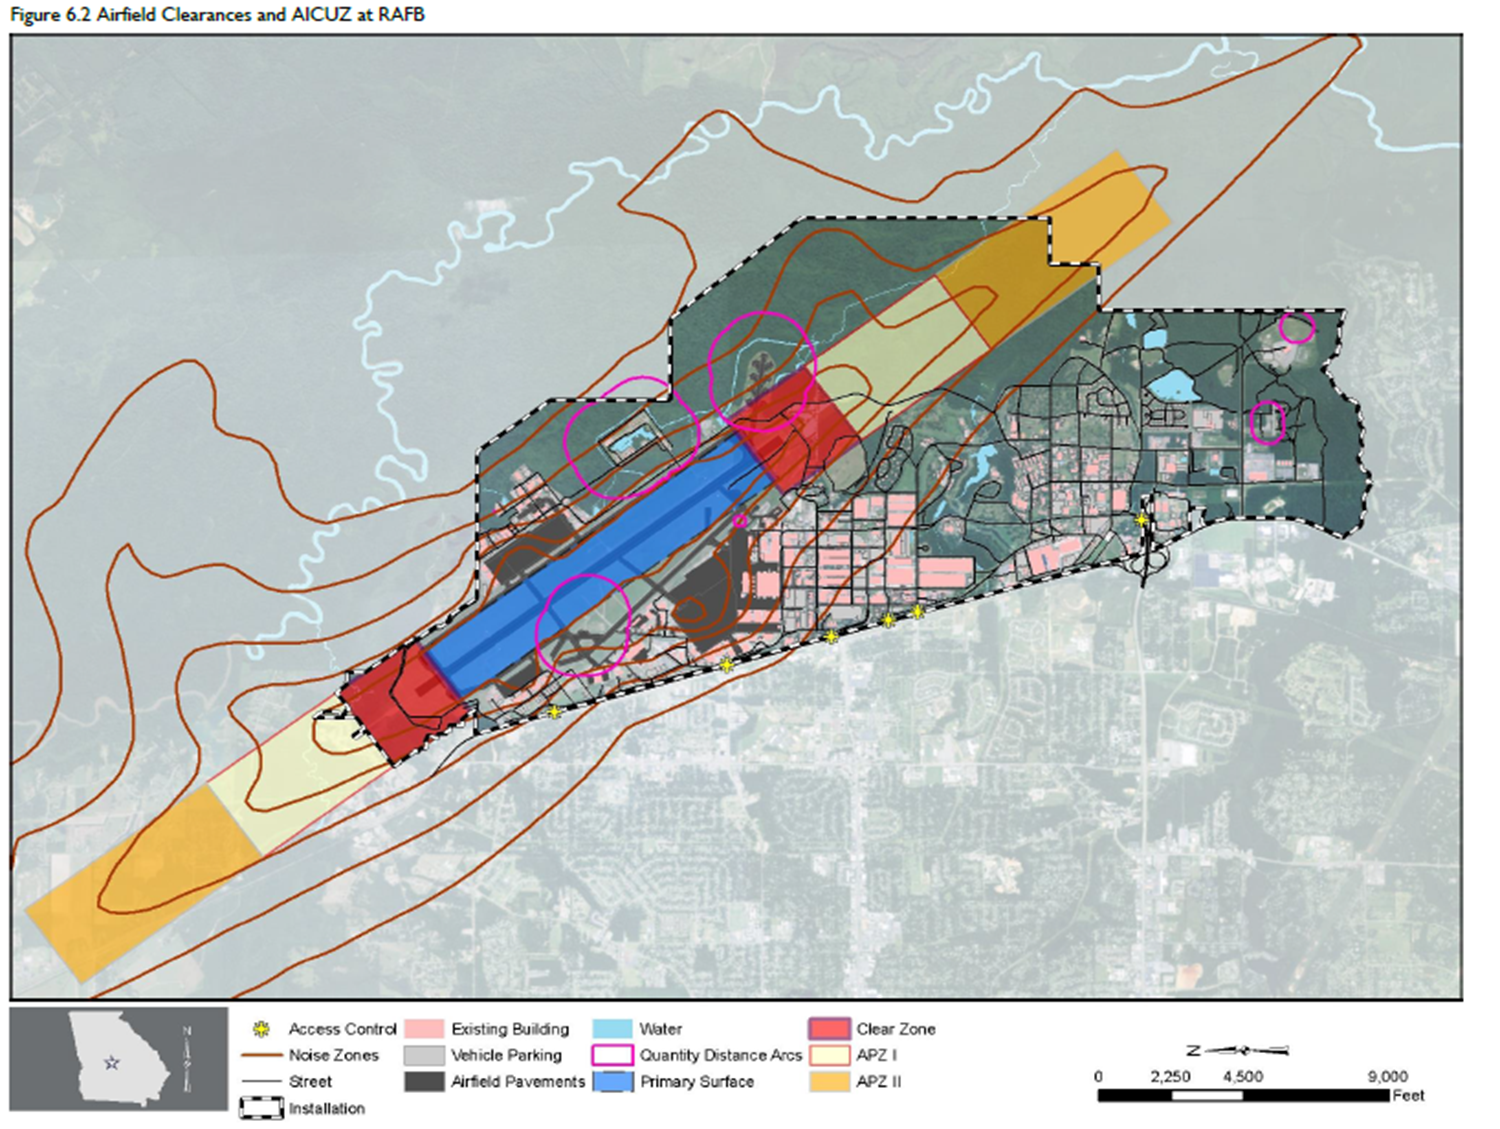 Figure 6.2 Airfield Clearances and AICUZ at RAFB
N
Access Control
Existing Building
Water
Clear Zone
Noise Zones
Vehicle Parking
Quantity Distance Arcs
APZ I
Street
Airfield Pavements
Primary Surface
APZ II
Installation
N
0 2,250 4,500 9,000
Feet